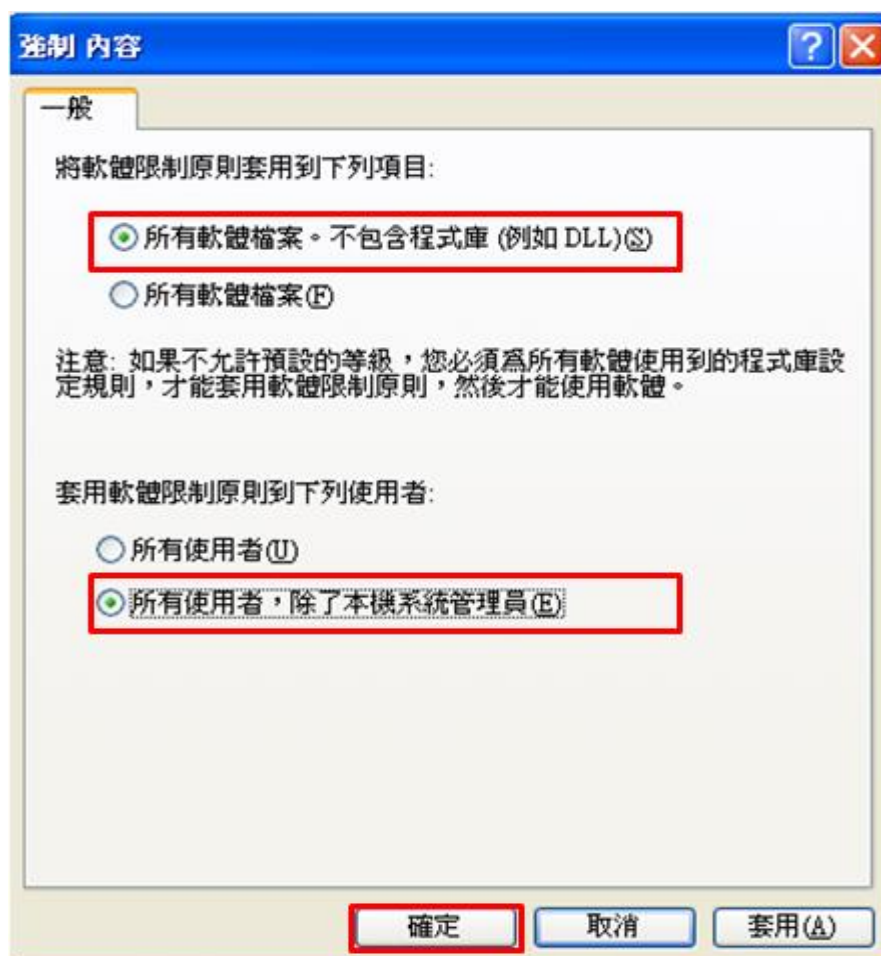 強制 內容
一般
將軟體限制原則套用到下列項目:
所有軟體檔案。不包含程式庫 (例如 DLL)(S)
所有軟體檔案(F)
注意: 如果不允許預設的等級，您必須為所有軟體使用到的程式庫設
定規則，才能套用軟體限制原則，然後才能使用軟體。
套用軟體限制原則到下列使用者:
所有使用者(U)
所有使用者，除了本機系統管理員(E)
確定 取消 套用(A)